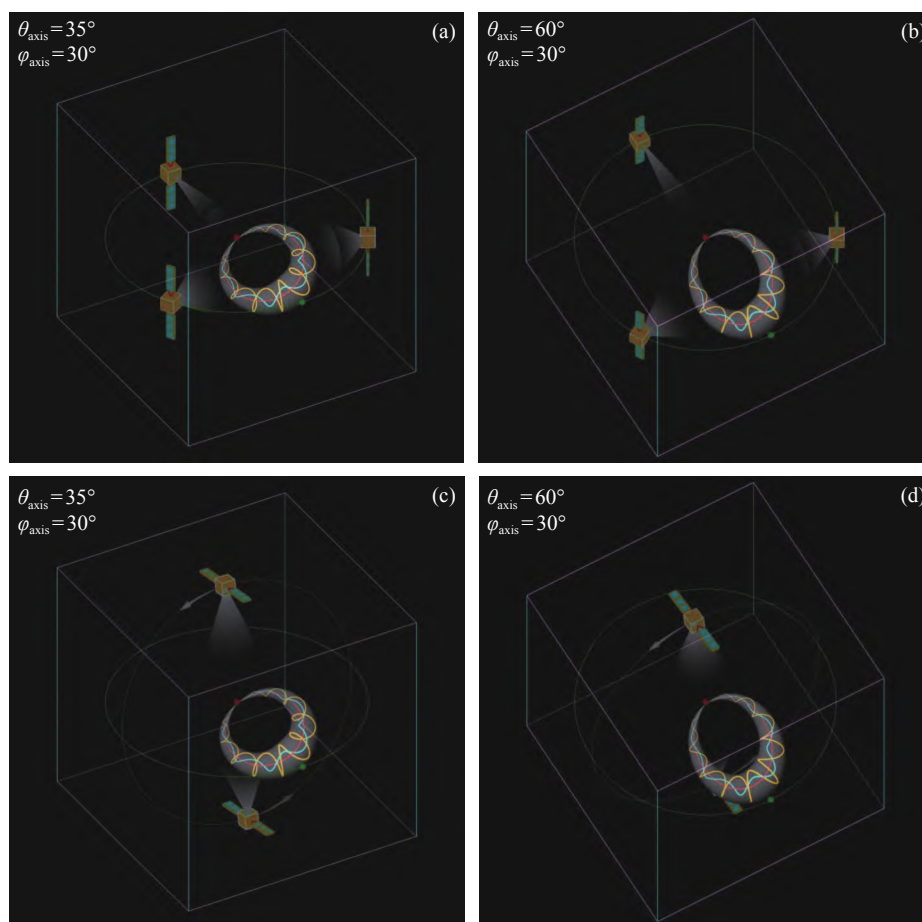 θaxis=35°
φaxis=30°
(a)
θaxis=60°
φaxis=30°
(b)
θaxis=35°
φaxis=30°
(c)
θaxis=60°
φaxis=30°
(d)